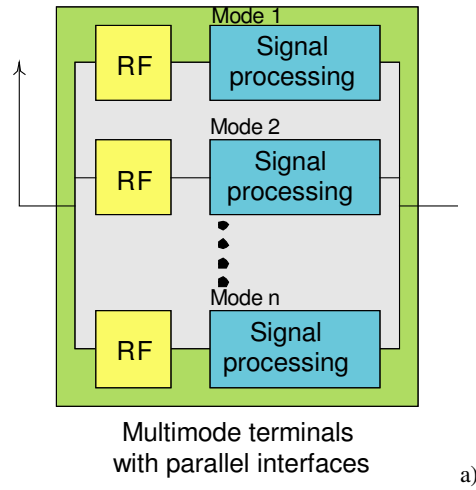 Mode 1
RF
Signal
processing
Mode 2
RF
Signal
processing
Mode n
RF
Signal
processing
Multimode terminals
with parallel interfaces
a)